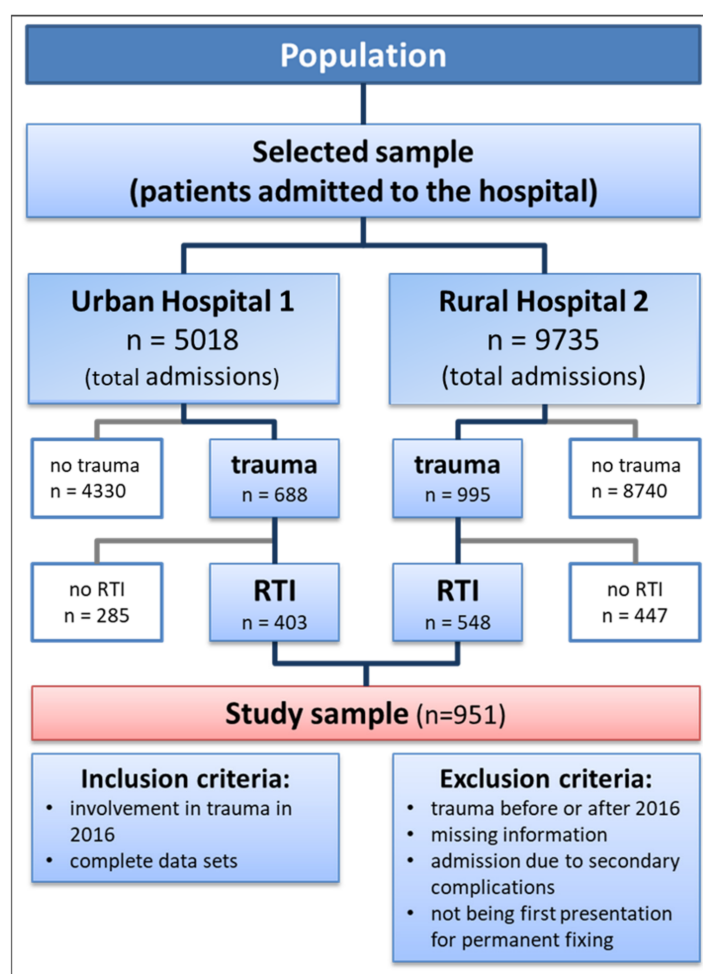 Population
Selected sample
(patients admitted to the hospital)
Urban Hospital 1
n = 5018
(total admissions)
Rural Hospital 2
n = 9735
(total admissions)
no trauma
n = 4330
trauma
n = 688
trauma
n = 995
no trauma
n = 8740
no RTI
n = 285
RTI
n = 403
RTI
n = 548
no RTI
n = 447
Study sample (n=951)
Inclusion criteria:
• involvement in trauma in
2016
• complete data sets
Exclusion criteria:
• trauma before or after 2016
• missing information
• admission due to secondary
complications
• not being first presentation
for permanent fixing